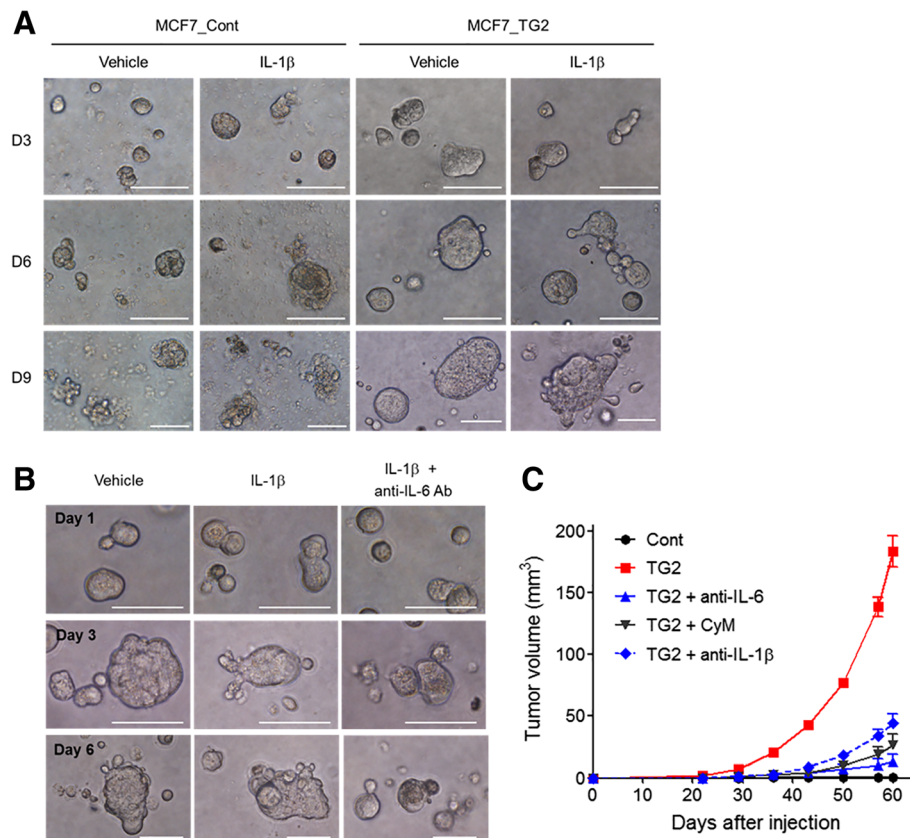 A
MCF7_Cont MCF7_TG2
Vehicle IL-1β Vehicle IL-1β
D3
D6
D9
B
Vehicle IL-1β IL-1β +
anti-IL-6 Ab
Day 1
Day 3
Day 6
C
Tumor volume (mm³)
200
150
100
50
0
Cont
TG2
TG2 + anti-IL-6
TG2 + CyM
TG2 + anti-IL-1β
0 10 20 30 40 50 60
Days after injection